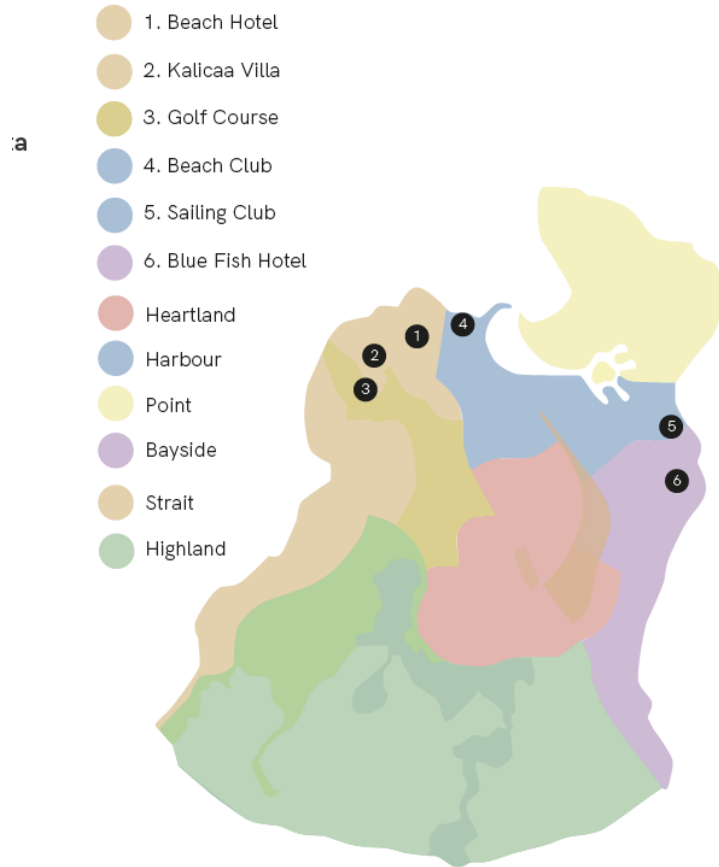 1. Beach Hotel
2. Kalicaa Villa
3. Golf Course
:a
4. Beach Club
5. Sailing Club
6. Blue Fish Hotel
Heartland
Harbour
Point
Bayside
Strait
Highland
1
4
2
3
5
6